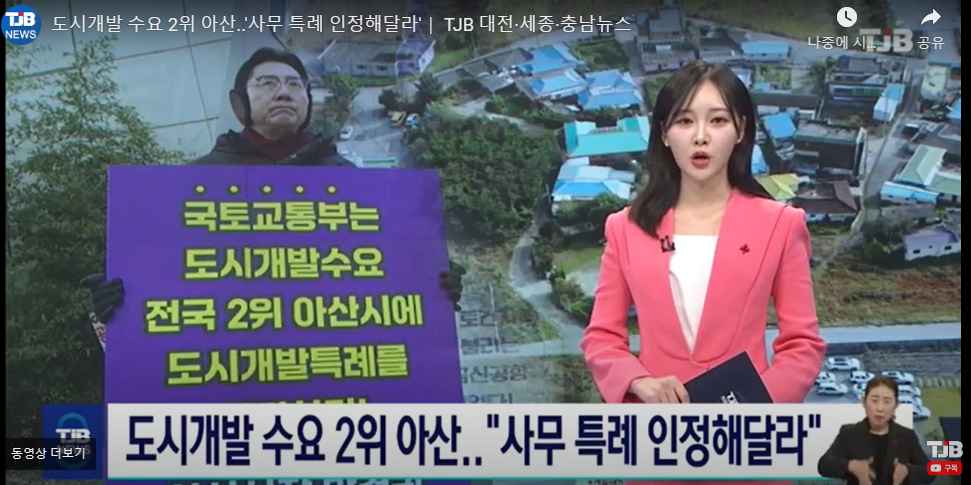 TJB
NEWS
도시개발 수요 2위 아산..'사무 특례 인정해달라' | TJB 대전·세종·충남뉴스
나중에 시...
공유
TJB
국토교통부는
도시개발수요
전국 2위 아산시에
도시개발특례를
TJB
NEWS
도시개발 수요 2위 아산.."사무 특례 인정해달라"
동영상 더보기
TJB
구독